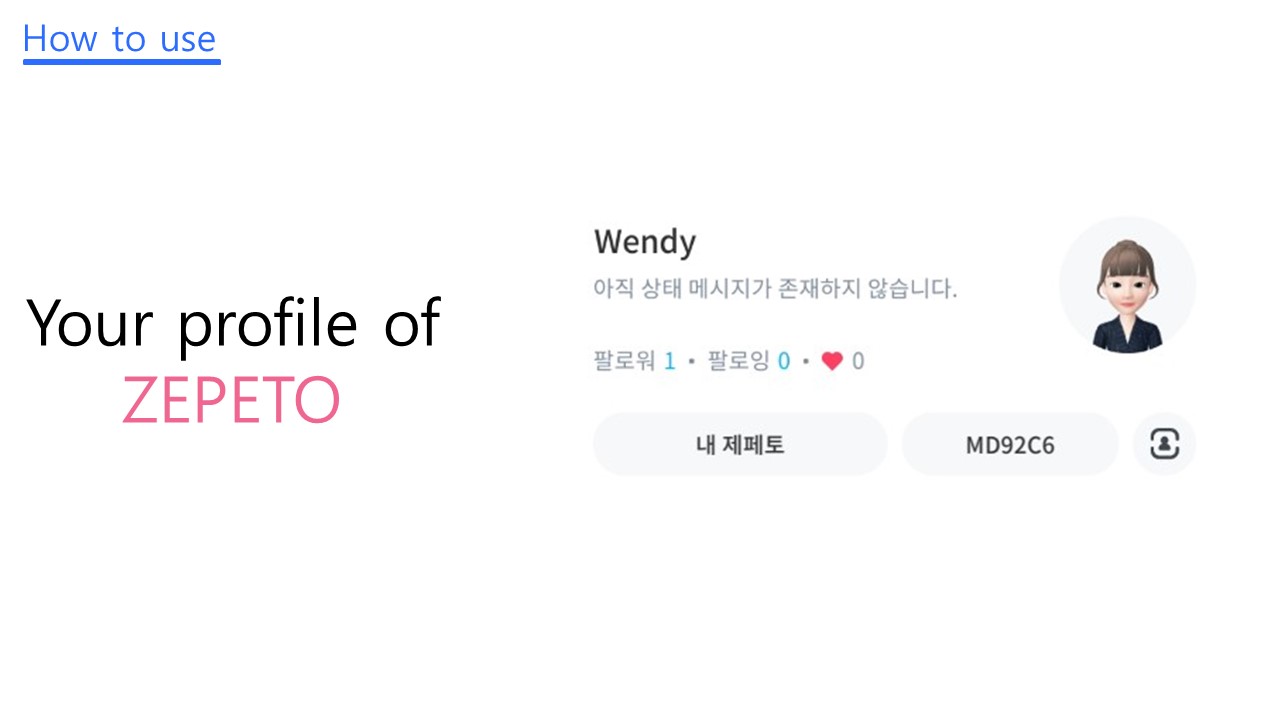 How to use
Your profile of
ZEPETO
Wendy
아직 상태 메시지가 존재하지 않습니다.
팔로워 1 • 팔로잉 0 • ♥ 0
내 제페토
MD92C6